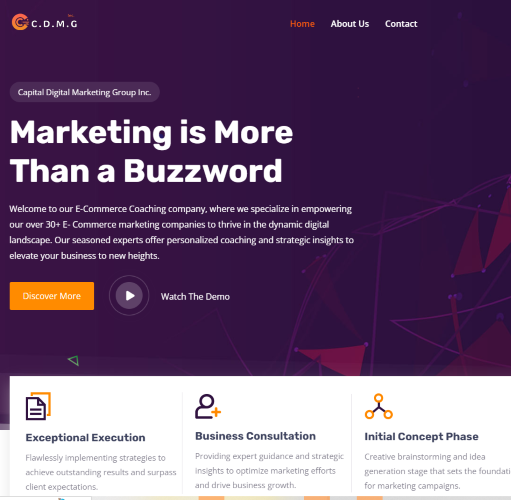 C.D.M.G
Home About Us Contact
Capital Digital Marketing Group Inc.
Marketing is More
Than a Buzzword
Welcome to our E-Commerce Coaching company, where we specialize in empowering
our over 30+ E- Commerce marketing companies to thrive in the dynamic digital
landscape. Our seasoned experts offer personalized coaching and strategic insights to
elevate your business to new heights.
Discover More Watch The Demo
Exceptional Execution
Flawlessly implementing strategies to
achieve outstanding results and surpass
client expectations.
Business Consultation
Providing expert guidance and strategic
insights to optimize marketing efforts
and drive business growth.
Initial Concept Phase
Creative brainstorming and idea
generation stage that sets the foundati
for marketing campaigns.